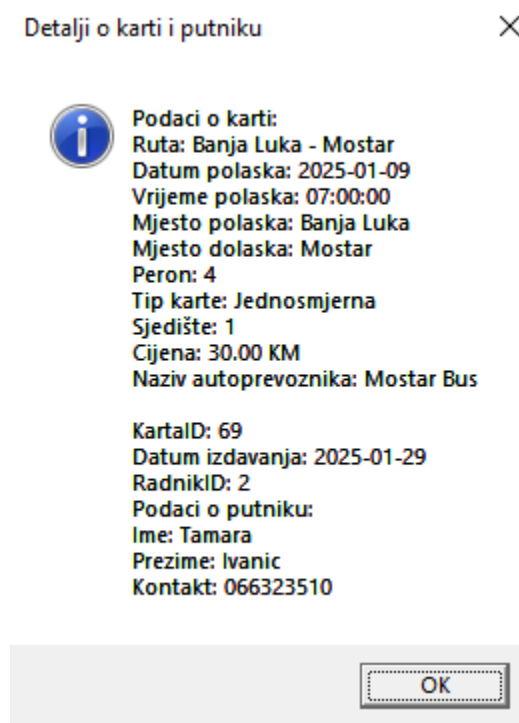 Detalji o karti i putniku
Podaci o karti:
Ruta: Banja Luka - Mostar
Datum polaska: 2025-01-09
Vrijeme polaska: 07:00:00
Mjesto polaska: Banja Luka
Mjesto dolaska: Mostar
Peron: 4
Tip karte: Jednosmjerna
Sjedište: 1
Cijena: 30.00 KM
Naziv autoprevoznika: Mostar Bus
KartaID: 69
Datum izdavanja: 2025-01-29
RadnikID: 2
Podaci o putniku:
Ime: Tamara
Prezime: Ivanic
Kontakt: 066323510
OK